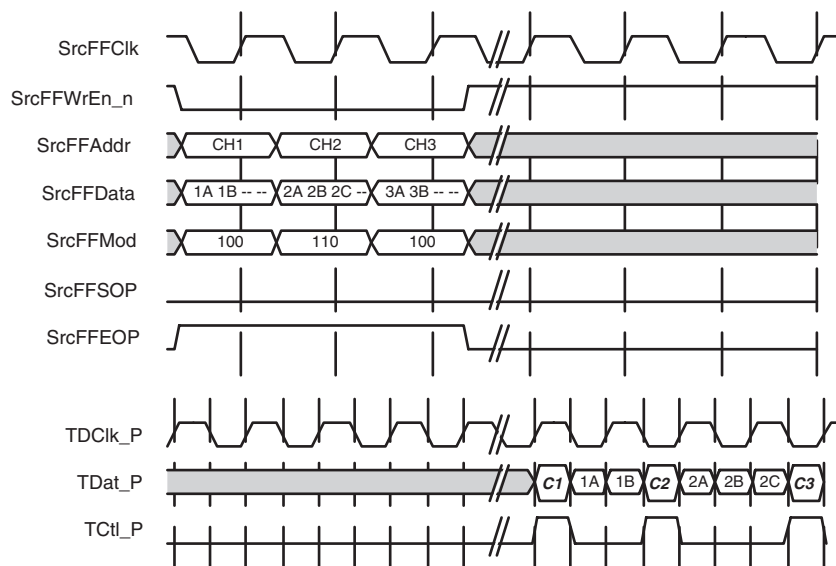 SrcFFClk
SrcFFWrEn_n
SrcFFAddr CH1 CH2 CH3
SrcFFData 1A 1B -- -- 2A 2B 2C -- 3A 3B -- --
SrcFFMod 100 110 100
SrcFFSOP
SrcFFEOP
TDClk_P
TDat_P C1 1A 1B C2 2A 2B 2C C3
TCtl_P